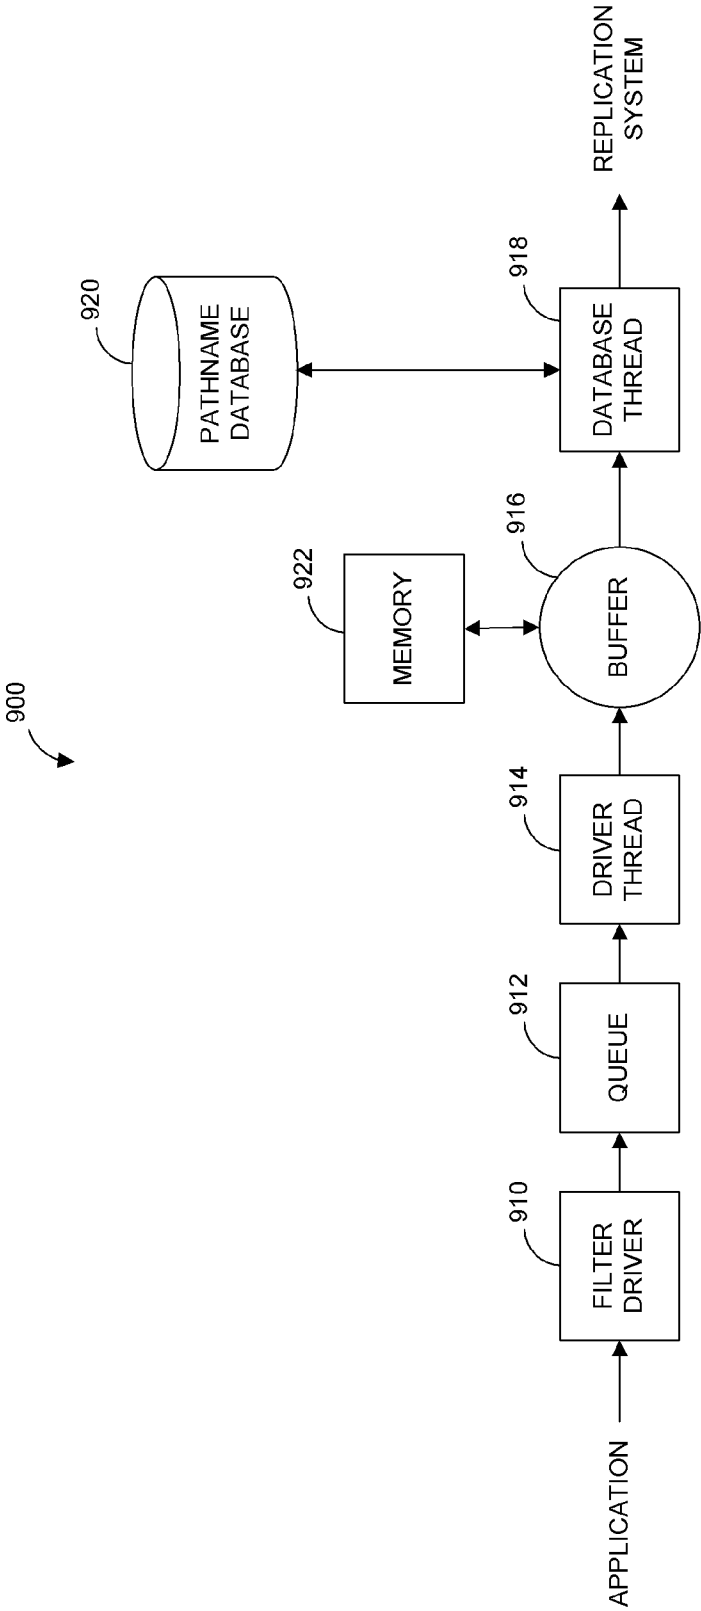 900
920
PATHNAME
DATABASE
922
MEMORY
APPLICATION
910
FILTER
DRIVER
912
QUEUE
914
DRIVER
THREAD
916
BUFFER
918
DATABASE
THREAD
REPLICATION
SYSTEM